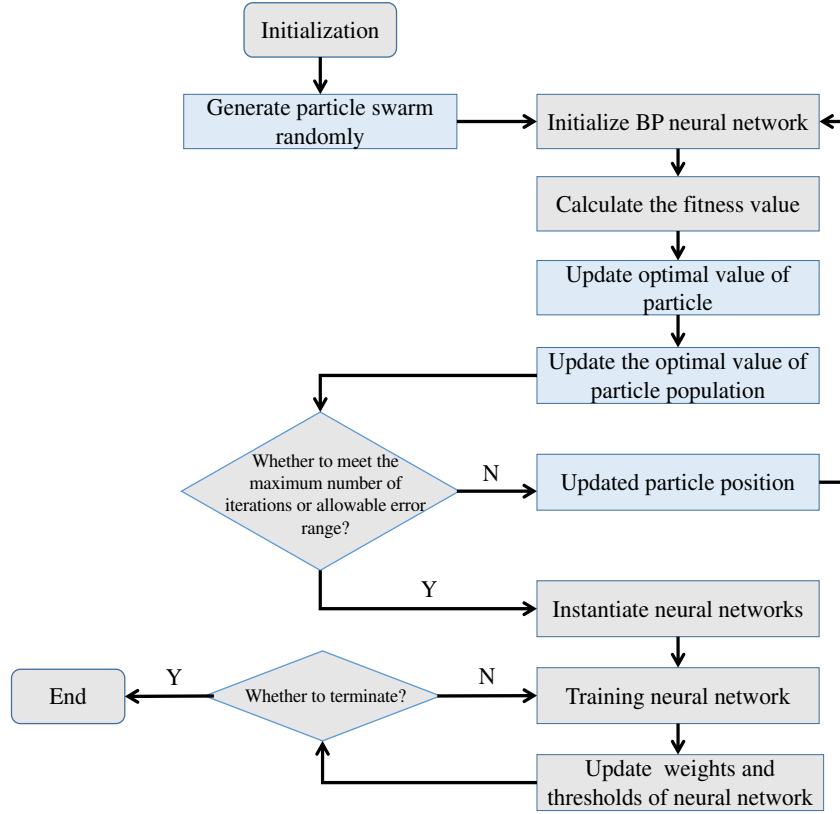 Initialization
Generate particle swarm
randomly
Initialize BP neural network
Calculate the fitness value
Update optimal value of
particle
Update the optimal value of
particle population
Whether to meet the
maximum number of
iterations or allowable error
range?
N
Updated particle position
Y
Instantiate neural networks
End
Y
Whether to terminate?
N
Training neural network
Update weights and
thresholds of neural network